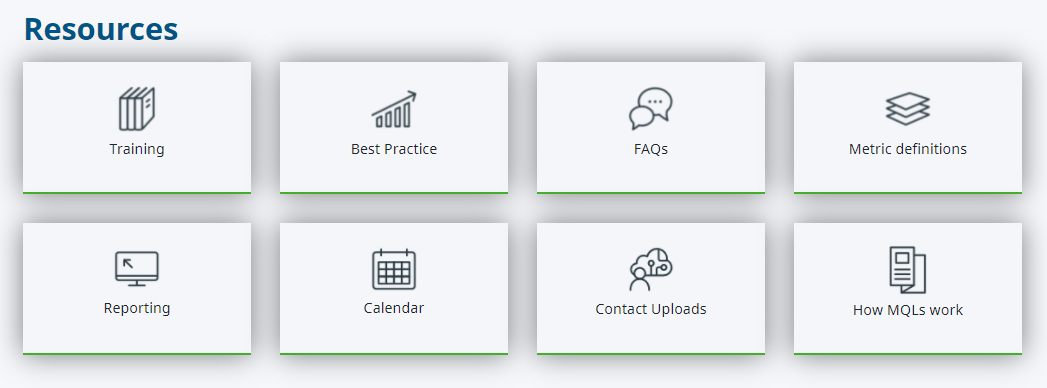 Resources
Training
Best Practice
FAQs
Metric definitions
Reporting
Calendar
Contact Uploads
How MQLs work